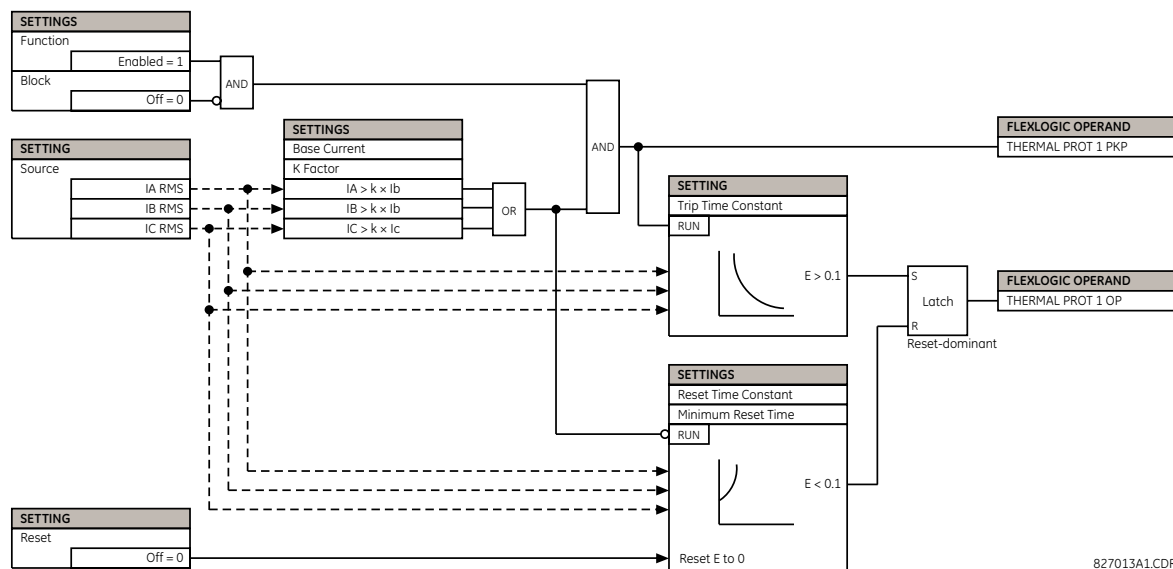 SETTINGS
Function
Enabled = 1
Block
Off = 0
AND
SETTING
Source
IA RMS
IB RMS
IC RMS
SETTINGS
Base Current
K Factor
IA > k × Ib
IB > k × Ib
IC > k × Ic
OR
AND
FLEXLOGIC OPERAND
THERMAL PROT 1 PKP
SETTING
Trip Time Constant
RUN
E > 0.1
S
Latch
R
Reset-dominant
FLEXLOGIC OPERAND
THERMAL PROT 1 OP
SETTINGS
Reset Time Constant
Minimum Reset Time
RUN
E < 0.1
Reset E to 0
SETTING
Reset
Off = 0
827013A1.CDR